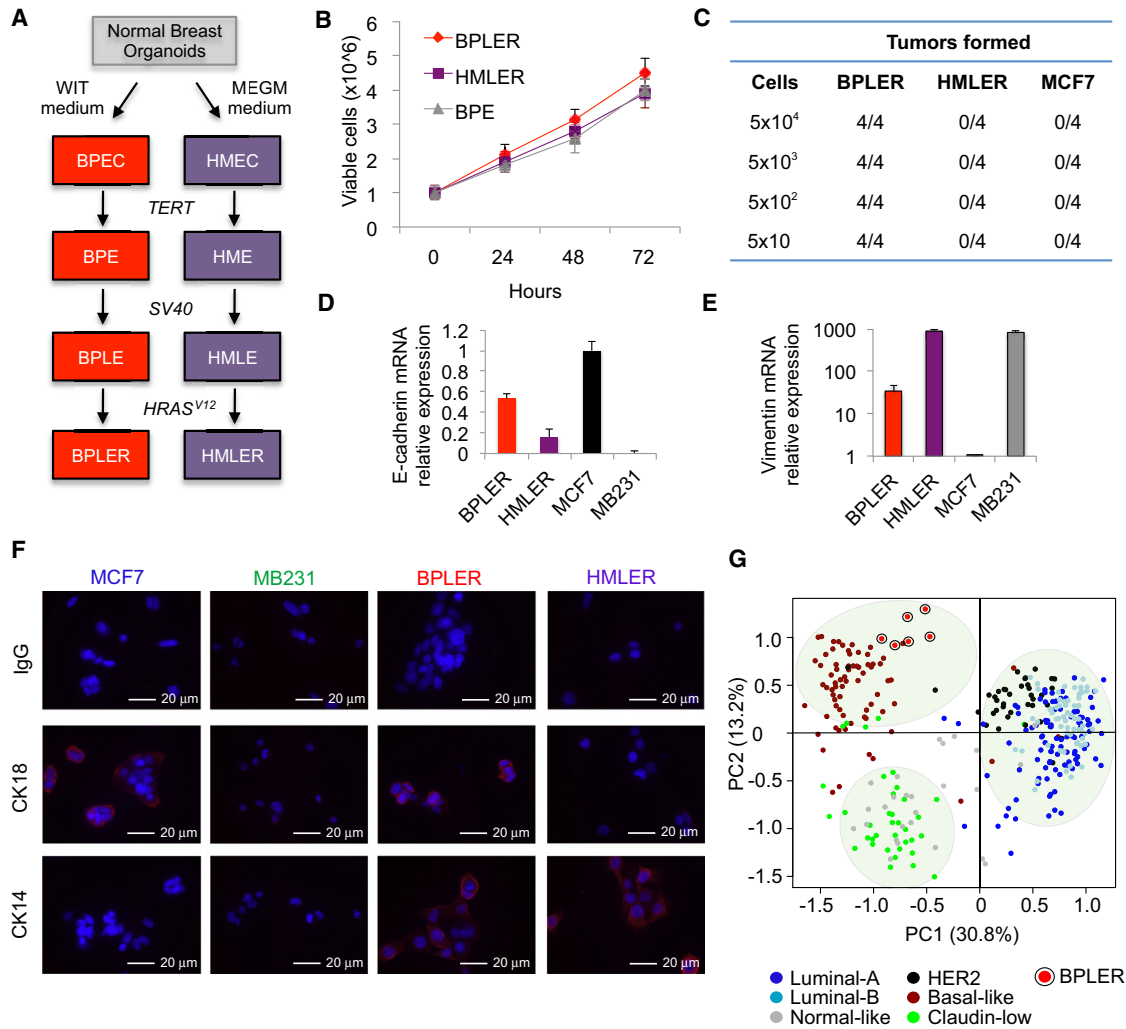 A
Normal Breast
Organoids
WIT
medium
MEGM
medium
BPEC
HMEC
TERT
BPE
HME
SV40
BPLE
HMLE
HRAS^V12
BPLER
HMLER
B
Viable cells (x10^6)
6
5
4
3
2
1
0
BPLER
HMLER
BPE
0 24 48 72
Hours
C
Tumors formed
Cells BPLER HMLER MCF7
5x10⁴ 4/4 0/4 0/4
5x10³ 4/4 0/4 0/4
5x10² 4/4 0/4 0/4
5x10 4/4 0/4 0/4
D
E-cadherin mRNA
relative expression
1.2
1
0.8
0.6
0.4
0.2
0
BPLER
HMLER
MCF7
MB231
E
Vimentin mRNA
relative expression
1000
100
10
1
BPLER
HMLER
MCF7
MB231
F
MCF7 MB231 BPLER HMLER
IgG
20 µm 20 µm 20 µm 20 µm
CK18
20 µm 20 µm 20 µm 20 µm
CK14
20 µm 20 µm 20 µm 20 µm
G
PC2 (13.2%)
1.0
0.5
0
-0.5
-1.0
-1.5
-1.5 -1.0 -0.5 0 0.5 1.0
PC1 (30.8%)
Luminal-A HER2 BPLER
Luminal-B Basal-like
Normal-like Claudin-low